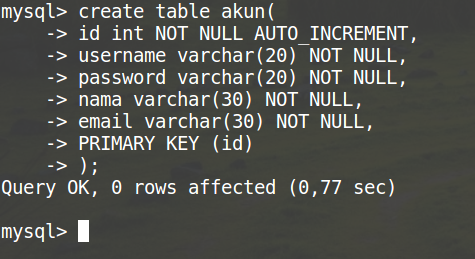 mysql> create table akun(
    -> id int NOT NULL AUTO_INCREMENT,
    -> username varchar(20) NOT NULL,
    -> password varchar(20) NOT NULL,
    -> nama varchar(30) NOT NULL,
    -> email varchar(30) NOT NULL,
    -> PRIMARY KEY (id)
    -> );
Query OK, 0 rows affected (0,77 sec)
mysql>